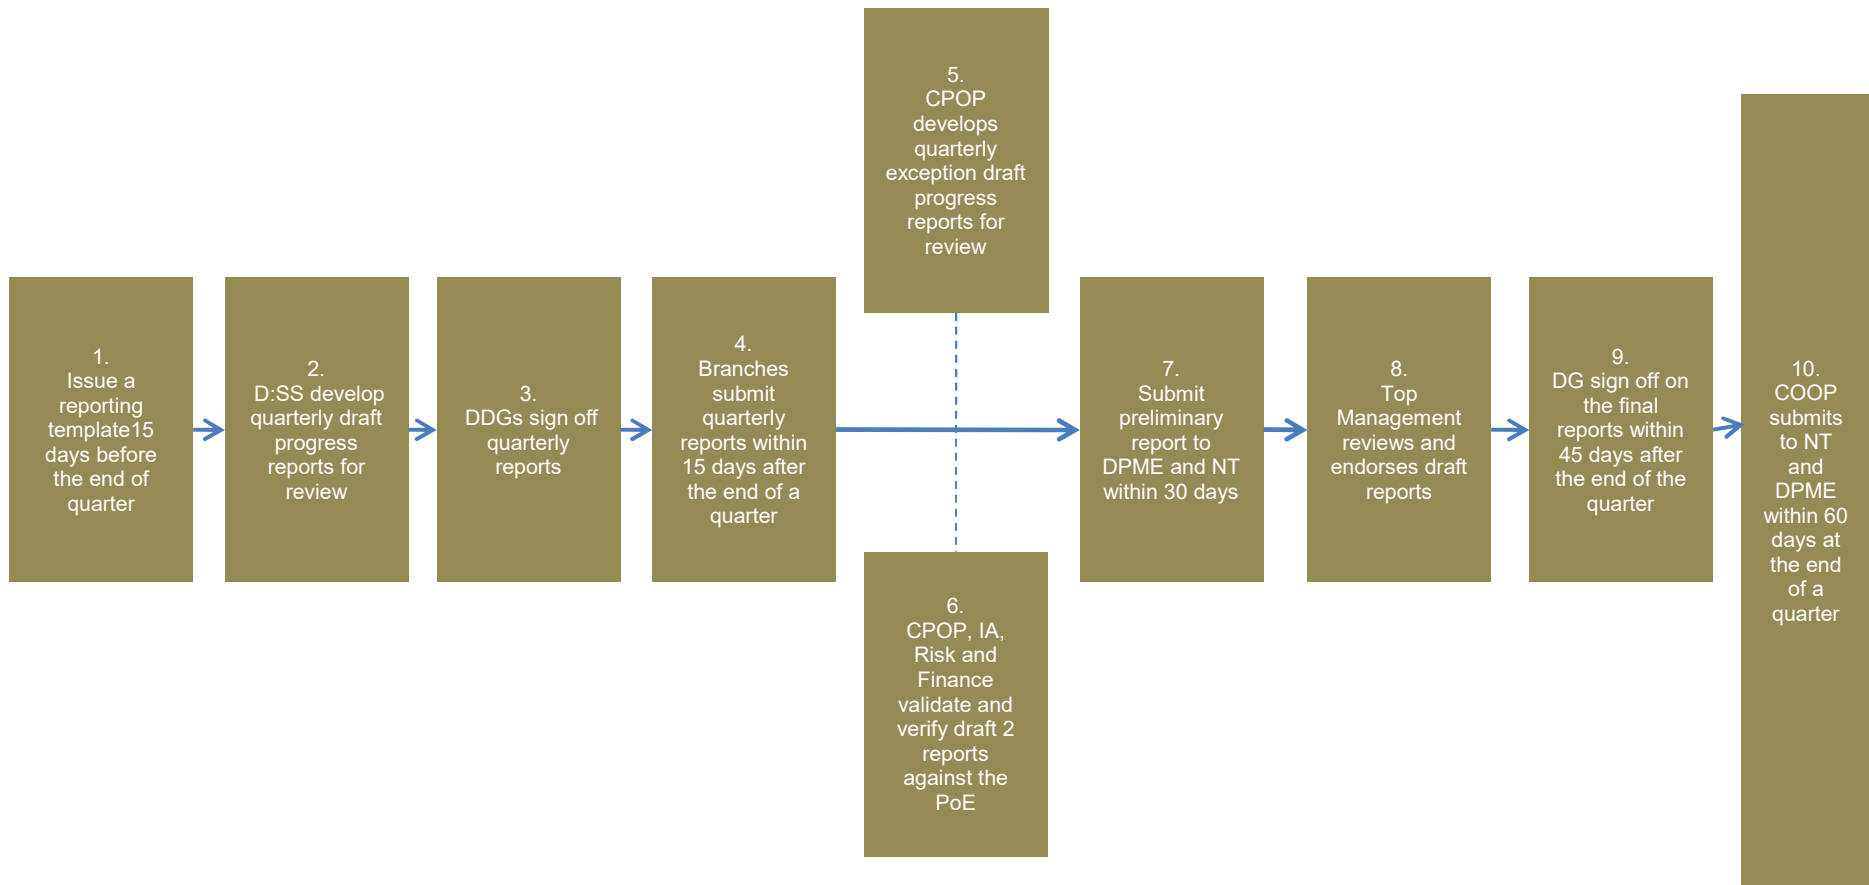 1.
Issue a
reporting
template15
days before
the end of
quarter
2.
D:SS develop
quarterly draft
progress
reports for
review
3.
DDGs sign off
quarterly
reports
4.
Branches
submit
quarterly
reports within
15 days after
the end of a
quarter
5.
CPOP
develops
quarterly
exception draft
progress
reports for
review
6.
CPOP, IA,
Risk and
Finance
validate and
verify draft 2
reports
against the
PoE
7.
Submit
preliminary
report to
DPME and NT
within 30 days
8.
Top
Management
reviews and
endorses draft
reports
9.
DG sign off on
the final
reports within
45 days after
the end of the
quarter
10.
COOP
submits
to NT
and
DPME
within 60
days at
the end
of a
quarter